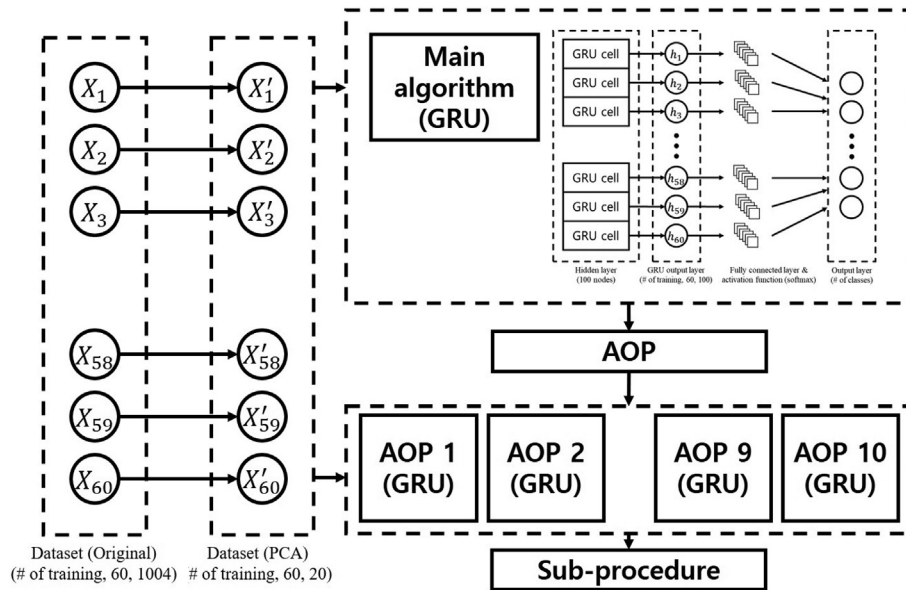 X₁
X₂
X₃
X₅₈
X₅₉
X₆₀
Dataset (Original)
(# of training, 60, 1004)
X′₁
X′₂
X′₃
X′₅₈
X′₅₉
X′₆₀
Dataset (PCA)
# of training, 60, 20)
Main
algorithm
(GRU)
GRU cell
GRU cell
GRU cell
GRU cell
GRU cell
GRU cell
Hidden layer
(100 nodes)
h₁
h₂
h₃
h₅₈
h₅₉
h₆₀
GRU output layer
(# of training, 60, 100)
Fully connected layer &
activation function (softmax)
Output layer
(# of classes)
AOP
AOP 1
(GRU)
AOP 2
(GRU)
AOP 9
(GRU)
AOP 10
(GRU)
Sub-procedure